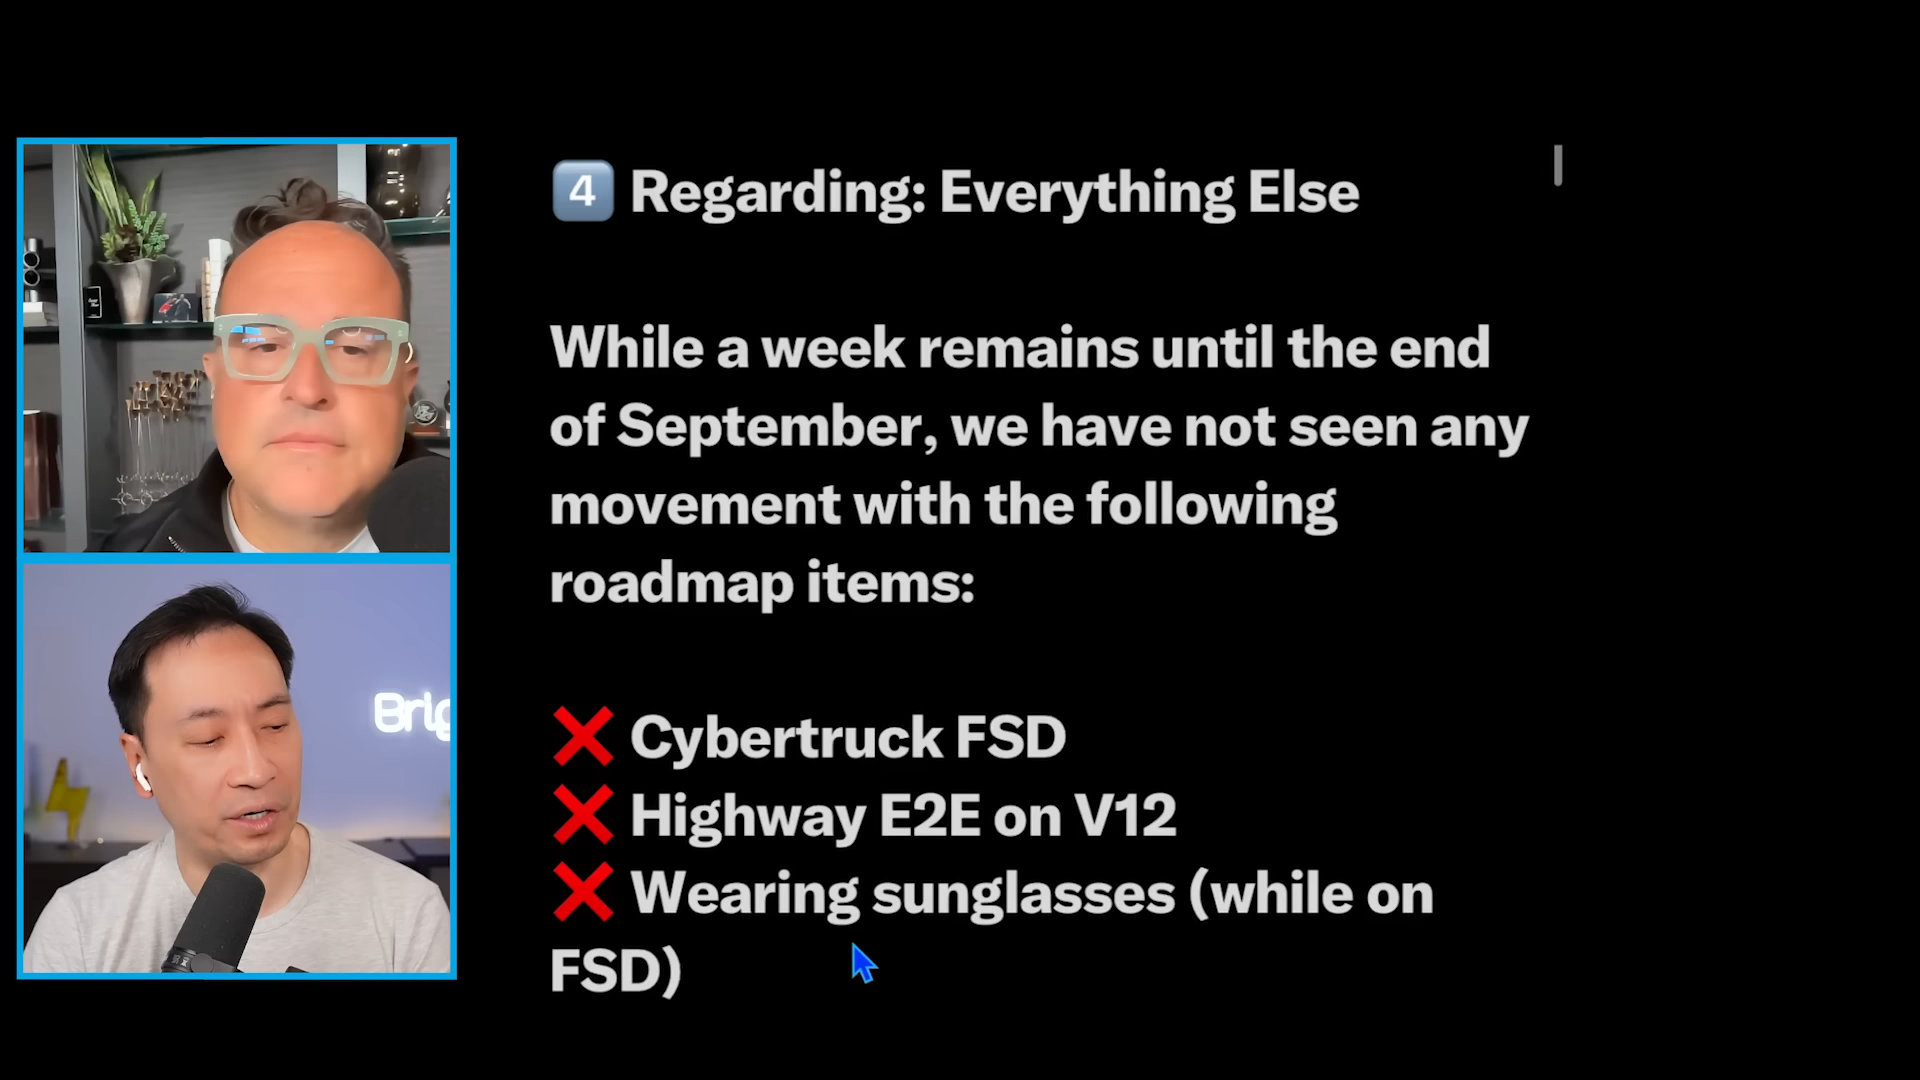 4 Regarding: Everything Else
While a week remains until the end
of September, we have not seen any
movement with the following
roadmap items:
❌ Cybertruck FSD
❌ Highway E2E on V12
❌ Wearing sunglasses (while on
FSD)
Brig